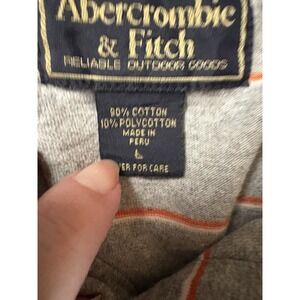 Abercrombie
& Fitch
RELIABLE OUTDOOR GOODS
90% COTTON
10% POLYCOTTON
MADE IN
PERU
L
FOR CARE